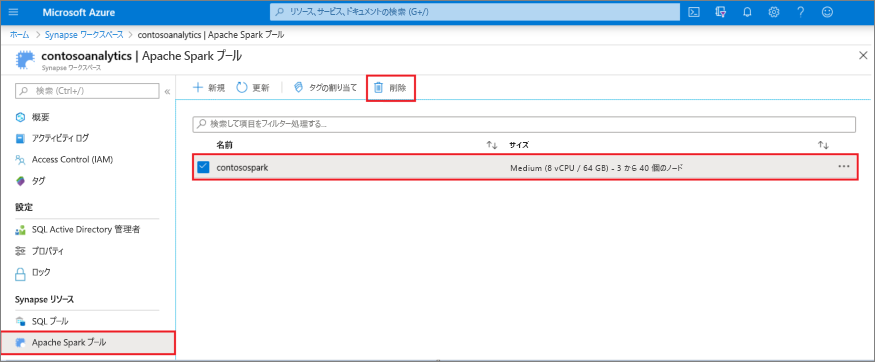 Microsoft Azure
リソース、サービス、ドキュメントの検索 (G+/)
ホーム > Synapse ワークスペース > contosoanalytics | Apache Spark プール
contosoanalytics | Apache Spark プール
Synapse ワークスペース
検索 (Ctrl+/)
新規 更新 タグの割り当て 削除
概要
アクティビティ ログ
Access Control (IAM)
タグ
設定
SQL Active Directory 管理者
プロパティ
ロック
Synapse リソース
SQL プール
Apache Spark プール
検索して項目をフィルター処理する...
名前 サイズ
contosospark Medium (8 vCPU / 64 GB) - 3 から 40 個のノード